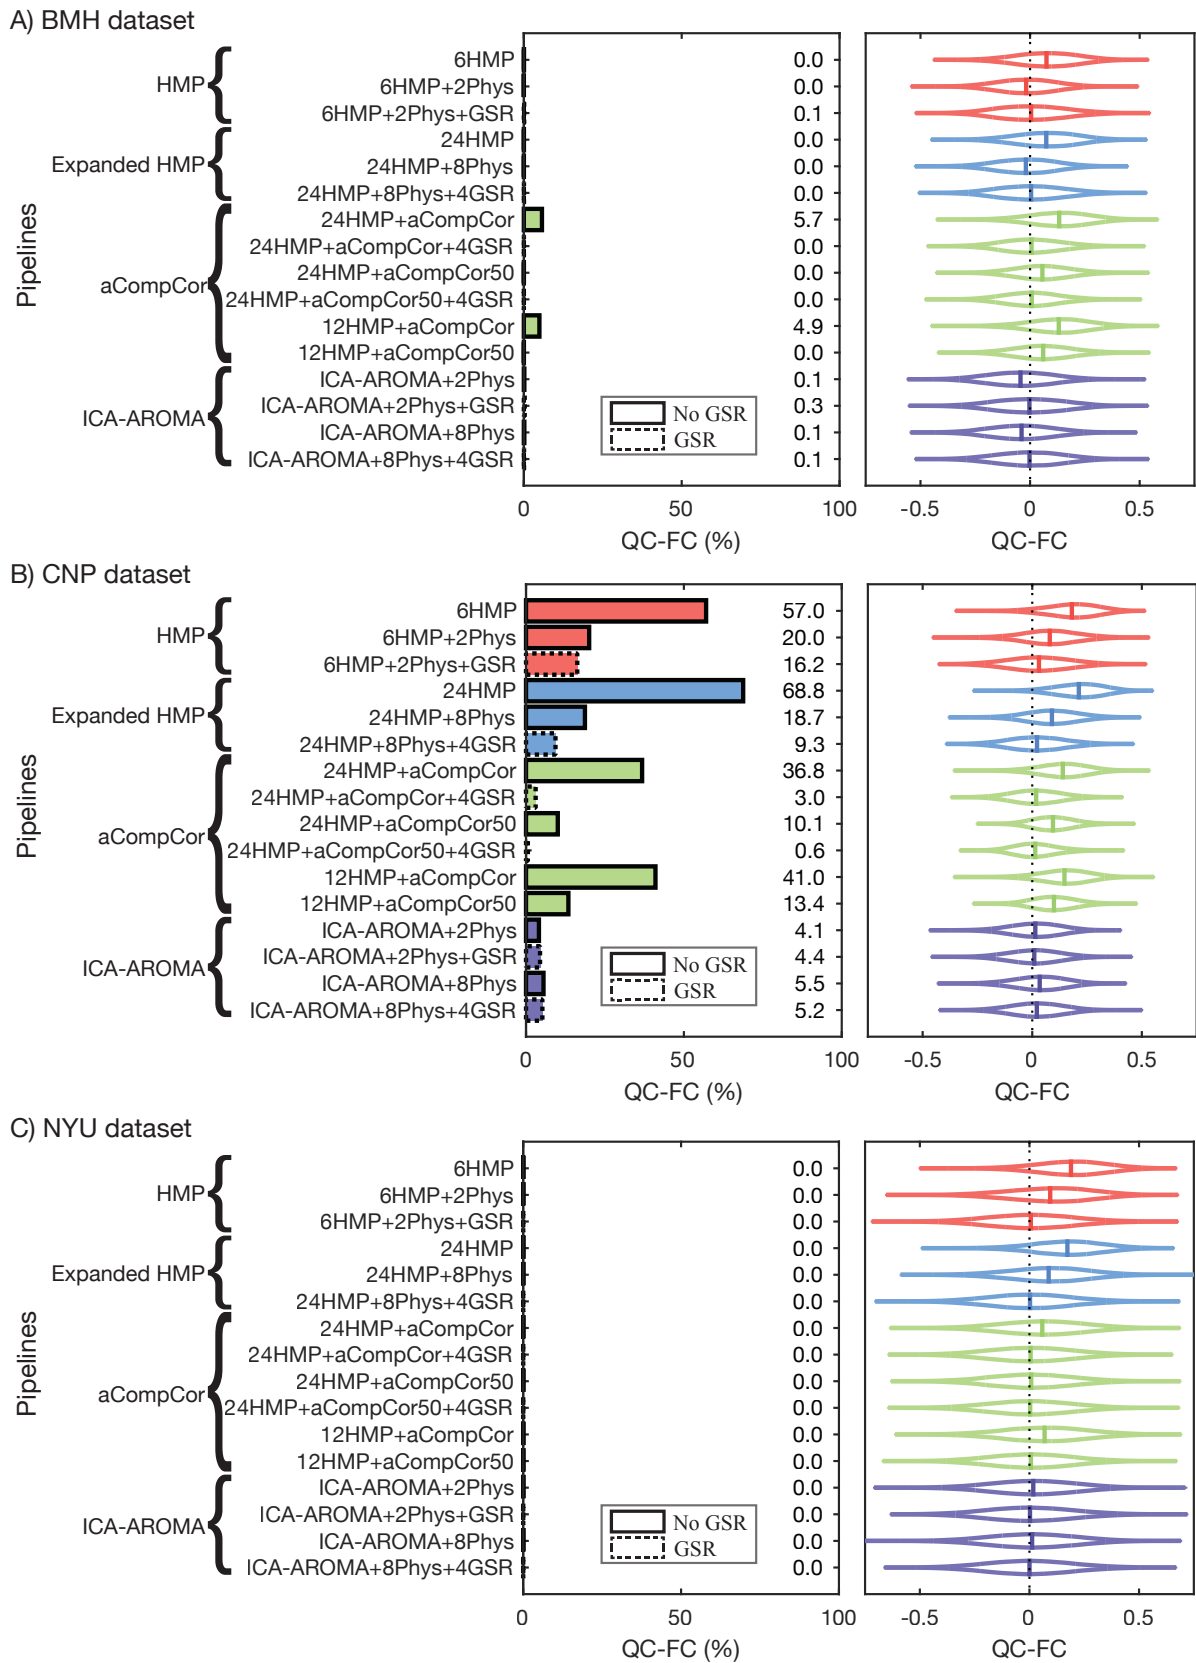 A) BMH dataset
Pipelines
HMP
6HMP 0.0
6HMP+2Phys 0.0
6HMP+2Phys+GSR 0.1
Expanded HMP
24HMP 0.0
24HMP+8Phys 0.0
24HMP+8Phys+4GSR 0.0
aCompCor
24HMP+aCompCor 5.7
24HMP+aCompCor+4GSR 0.0
24HMP+aCompCor50 0.0
24HMP+aCompCor50+4GSR 0.0
12HMP+aCompCor 4.9
12HMP+aCompCor50 0.0
ICA-AROMA
ICA-AROMA+2Phys 0.1
ICA-AROMA+2Phys+GSR 0.3
ICA-AROMA+8Phys 0.1
ICA-AROMA+8Phys+4GSR 0.1
No GSR
GSR
0 50 100 -0.5 0 0.5
QC-FC (%) QC-FC
B) CNP dataset
Pipelines
HMP
6HMP 57.0
6HMP+2Phys 20.0
6HMP+2Phys+GSR 16.2
Expanded HMP
24HMP 68.8
24HMP+8Phys 18.7
24HMP+8Phys+4GSR 9.3
aCompCor
24HMP+aCompCor 36.8
24HMP+aCompCor+4GSR 3.0
24HMP+aCompCor50 10.1
24HMP+aCompCor50+4GSR 0.6
12HMP+aCompCor 41.0
12HMP+aCompCor50 13.4
ICA-AROMA
ICA-AROMA+2Phys 4.1
ICA-AROMA+2Phys+GSR 4.4
ICA-AROMA+8Phys 5.5
ICA-AROMA+8Phys+4GSR 5.2
No GSR
GSR
0 50 100 -0.5 0 0.5
QC-FC (%) QC-FC
C) NYU dataset
Pipelines
HMP
6HMP 0.0
6HMP+2Phys 0.0
6HMP+2Phys+GSR 0.0
Expanded HMP
24HMP 0.0
24HMP+8Phys 0.0
24HMP+8Phys+4GSR 0.0
aCompCor
24HMP+aCompCor 0.0
24HMP+aCompCor+4GSR 0.0
24HMP+aCompCor50 0.0
24HMP+aCompCor50+4GSR 0.0
12HMP+aCompCor 0.0
12HMP+aCompCor50 0.0
ICA-AROMA
ICA-AROMA+2Phys 0.0
ICA-AROMA+2Phys+GSR 0.0
ICA-AROMA+8Phys 0.0
ICA-AROMA+8Phys+4GSR 0.0
No GSR
GSR
0 50 100 -0.5 0 0.5
QC-FC (%) QC-FC